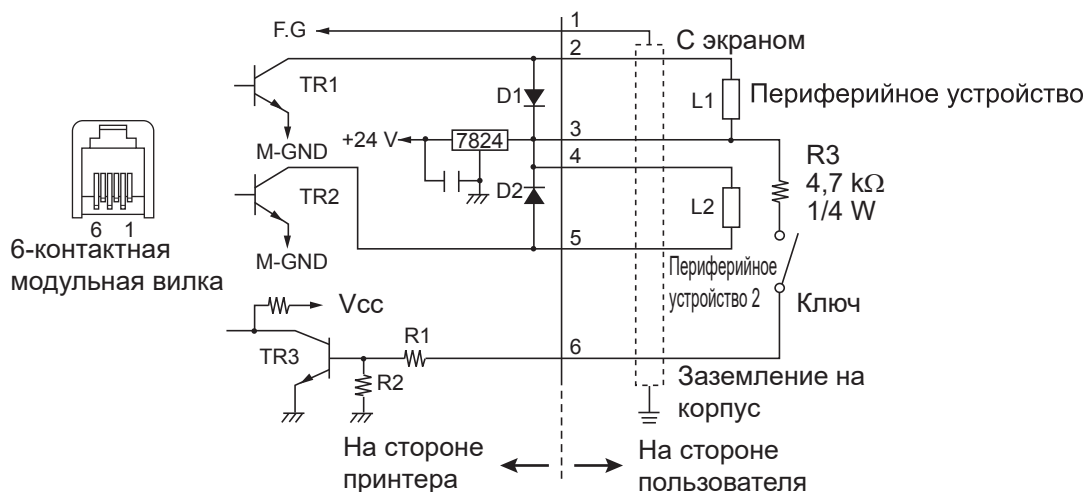 F.G
1
С экраном
2
TR1
D1
L1
Периферийное устройство
M-GND
+24 V
7824
3
4
R3
4,7 kΩ
1/4 W
TR2
D2
L2
6 1
6-контактная
модульная вилка
M-GND
5
Периферийное
устройство 2
Ключ
Vcc
TR3
R1
R2
6
Заземление на
корпус
На стороне
принтера
На стороне
пользователя